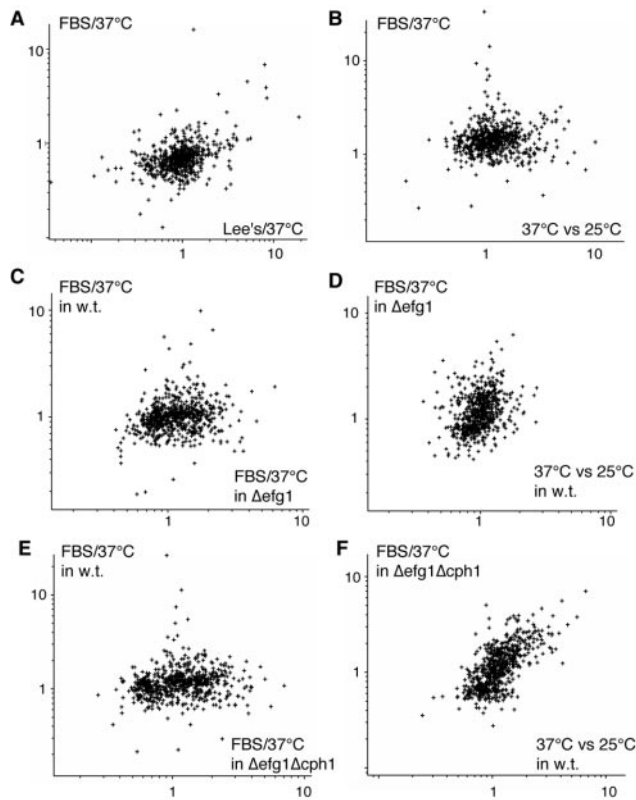 A
FBS/37°C
10
1
Lee's/37°C
1
10
B
FBS/37°C
10
1
37°C vs 25°C
1
10
C
FBS/37°C
in w.t.
10
1
FBS/37°C
in Δefg1
1
10
D
FBS/37°C
in Δefg1
10
1
37°C vs 25°C
in w.t.
1
10
E
FBS/37°C
in w.t.
10
1
FBS/37°C
in Δefg1Δcph1
1
10
F
FBS/37°C
in Δefg1Δcph1
10
1
37°C vs 25°C
in w.t.
1
10